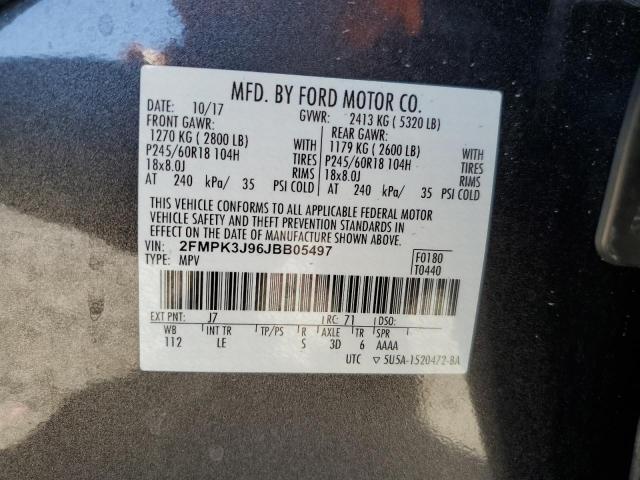 MFD. BY FORD MOTOR CO.
DATE: 10/17 GVWR: 2413 KG ( 5320 LB)
FRONT GAWR: REAR GAWR:
1270 KG ( 2800 LB) WITH 1179 KG ( 2600 LB) WITH
P245/60R18 104H TIRES P245/60R18 104H TIRES
18x8.0J RIMS 18x8.0J RIMS
AT 240 kPa/ 35 PSI COLD AT 240 kPa/ 35 PSI COLD
THIS VEHICLE CONFORMS TO ALL APPLICABLE FEDERAL MOTOR
VEHICLE SAFETY AND THEFT PREVENTION STANDARDS IN
EFFECT ON THE DATE OF MANUFACTURE SHOWN ABOVE.
VIN: 2FMPK3J96JBB05497 F0180
TYPE: MPV T0440
EXT PNT: J7 RC: 71 DSO:
WB INT TR TP/PS R AXLE TR SPR
112 LE S 3D 6 AAAA
UTC ▽5U5A-1520472-BA